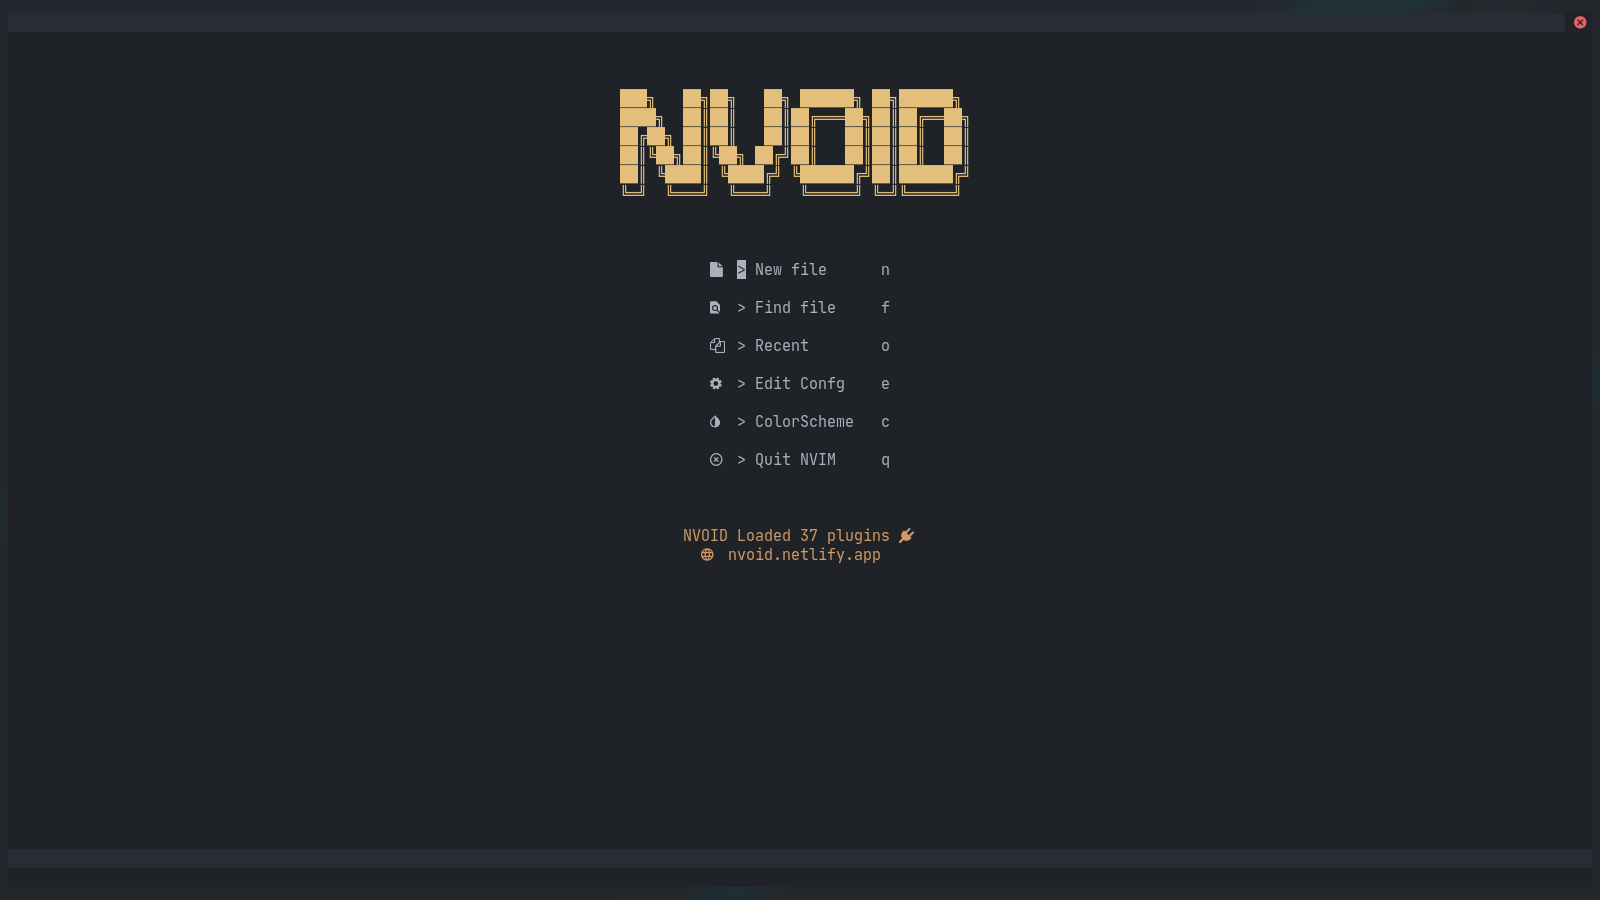 NVOID
> New file n
> Find file f
> Recent o
> Edit Confg e
> ColorScheme c
> Quit NVIM q
NVOID Loaded 37 plugins
nvoid.netlify.app